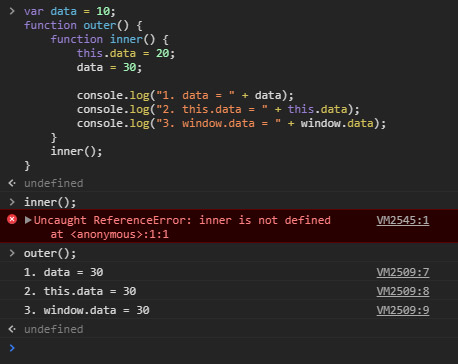 > var data = 10;
function outer() {
    function inner() {
        this.data = 20;
        data = 30;

        console.log("1. data = " + data);
        console.log("2. this.data = " + this.data);
        console.log("3. window.data = " + window.data);
    }
    inner();
}
undefined
> inner();
Uncaught ReferenceError: inner is not defined VM2545:1
    at <anonymous>:1:1
> outer();
1. data = 30 VM2509:7
2. this.data = 30 VM2509:8
3. window.data = 30 VM2509:9
undefined
>